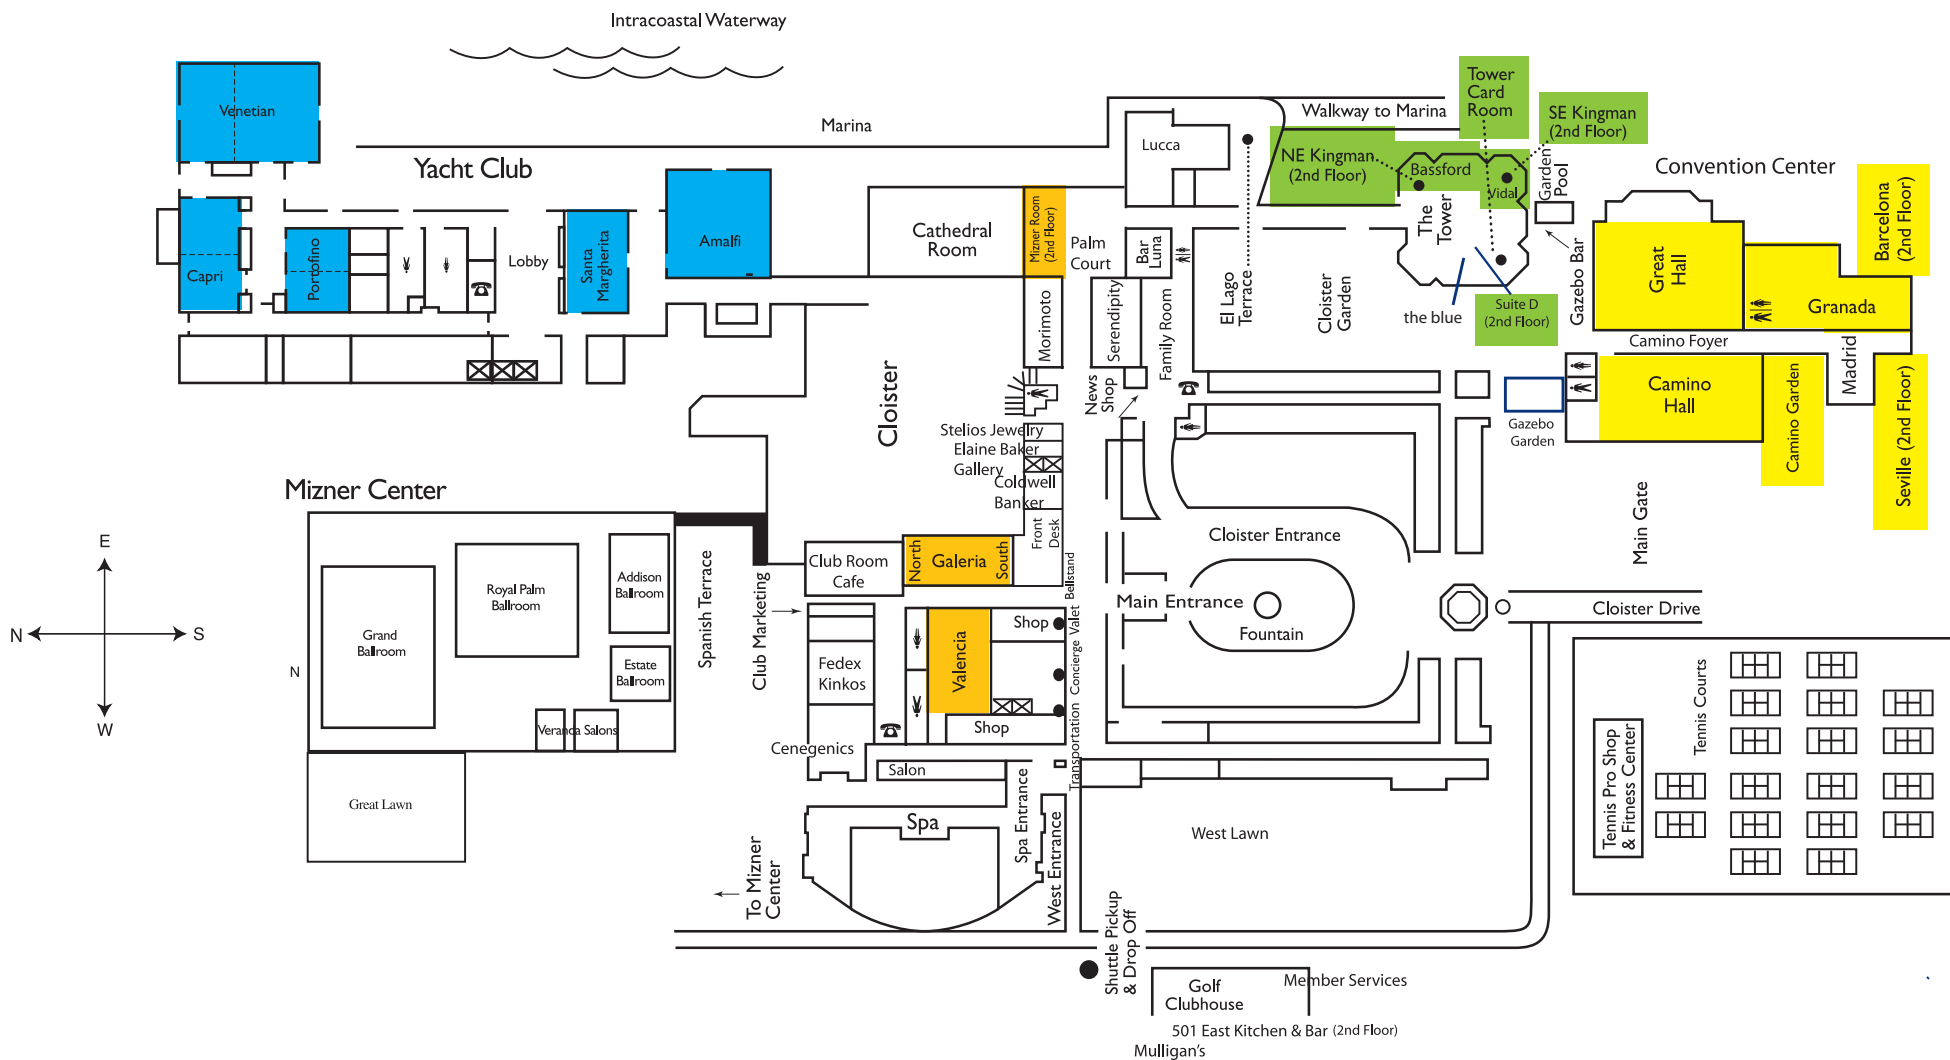 Intracoastal Waterway
Venetian
Marina
Yacht Club
Capri
Portofino
Lobby
Santa
Margherita
Amalfi
Cathedral
Room
Mizner Room
(2nd Floor)
Palm
Court
Lucca
Bar
Luna
Walkway to Marina
Tower
Card
Room
SE Kingman
(2nd Floor)
NE Kingman
(2nd Floor)
Bassford
Vidal
The
Tower
Garden
Pool
Gazebo Bar
Convention Center
Barcelona
(2nd Floor)
Great
Hall
Granada
Camino Foyer
Madrid
Camino
Hall
Camino Garden
Seville (2nd Floor)
Suite D
(2nd Floor)
the blue
El Lago
Terrace
Cloister
Garden
Morimoto
Serendipity
Family Room
News
Shop
Gazebo
Garden
Cloister
Stelios Jewelry
Elaine Baker
Gallery
Coldwell
Banker
Front
Desk
Mizner Center
E
N
S
W
N
Grand
Ballroom
Royal Palm
Ballroom
Addison
Ballroom
Estate
Ballroom
Veranda Salons
Great Lawn
Spanish Terrace
Club Marketing
Club Room
Cafe
North
Galeria
South
Fedex
Kinkos
Valencia
Shop
Shop
Cenegenics
Salon
Transportation Concierge Valet Bellstand
Cloister Entrance
Main Entrance
Fountain
Main Gate
Cloister Drive
Tennis Courts
Tennis Pro Shop
& Fitness Center
Spa
Spa Entrance
West Entrance
West Lawn
To Mizner
Center
Shuttle Pickup
& Drop Off
Golf
Clubhouse
Member Services
501 East Kitchen & Bar (2nd Floor)
Mulligan's